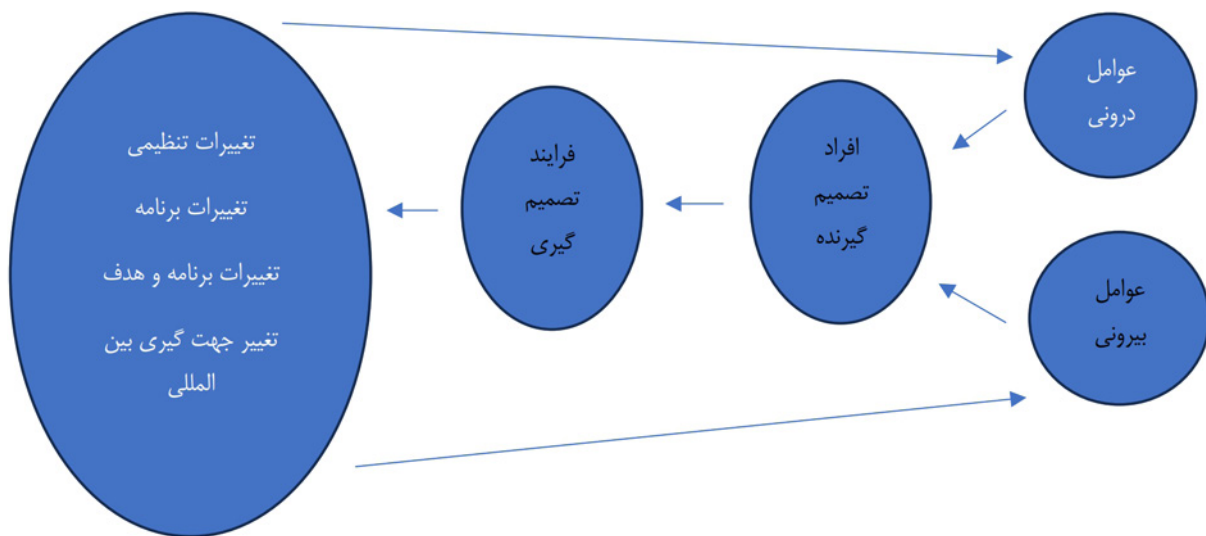 عوامل
درونی
عوامل
بیرونی
افراد
تصمیم
گیرنده
فرایند
تصمیم
گیری
تغییرات تنظیمی
تغییرات برنامه
تغییرات برنامه و هدف
تغییر جهت گیری بین
المللی